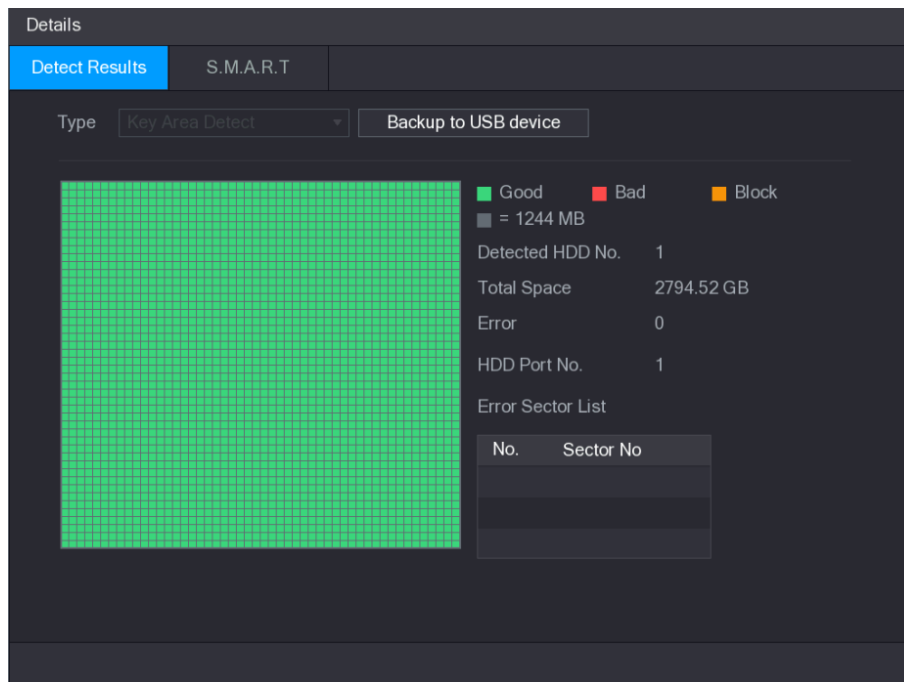 Details
Detect Results S.M.A.R.T
Type Key Area Detect Backup to USB device
Good Bad Block
= 1244 MB
Detected HDD No. 1
Total Space 2794.52 GB
Error 0
HDD Port No. 1
Error Sector List
No. Sector No